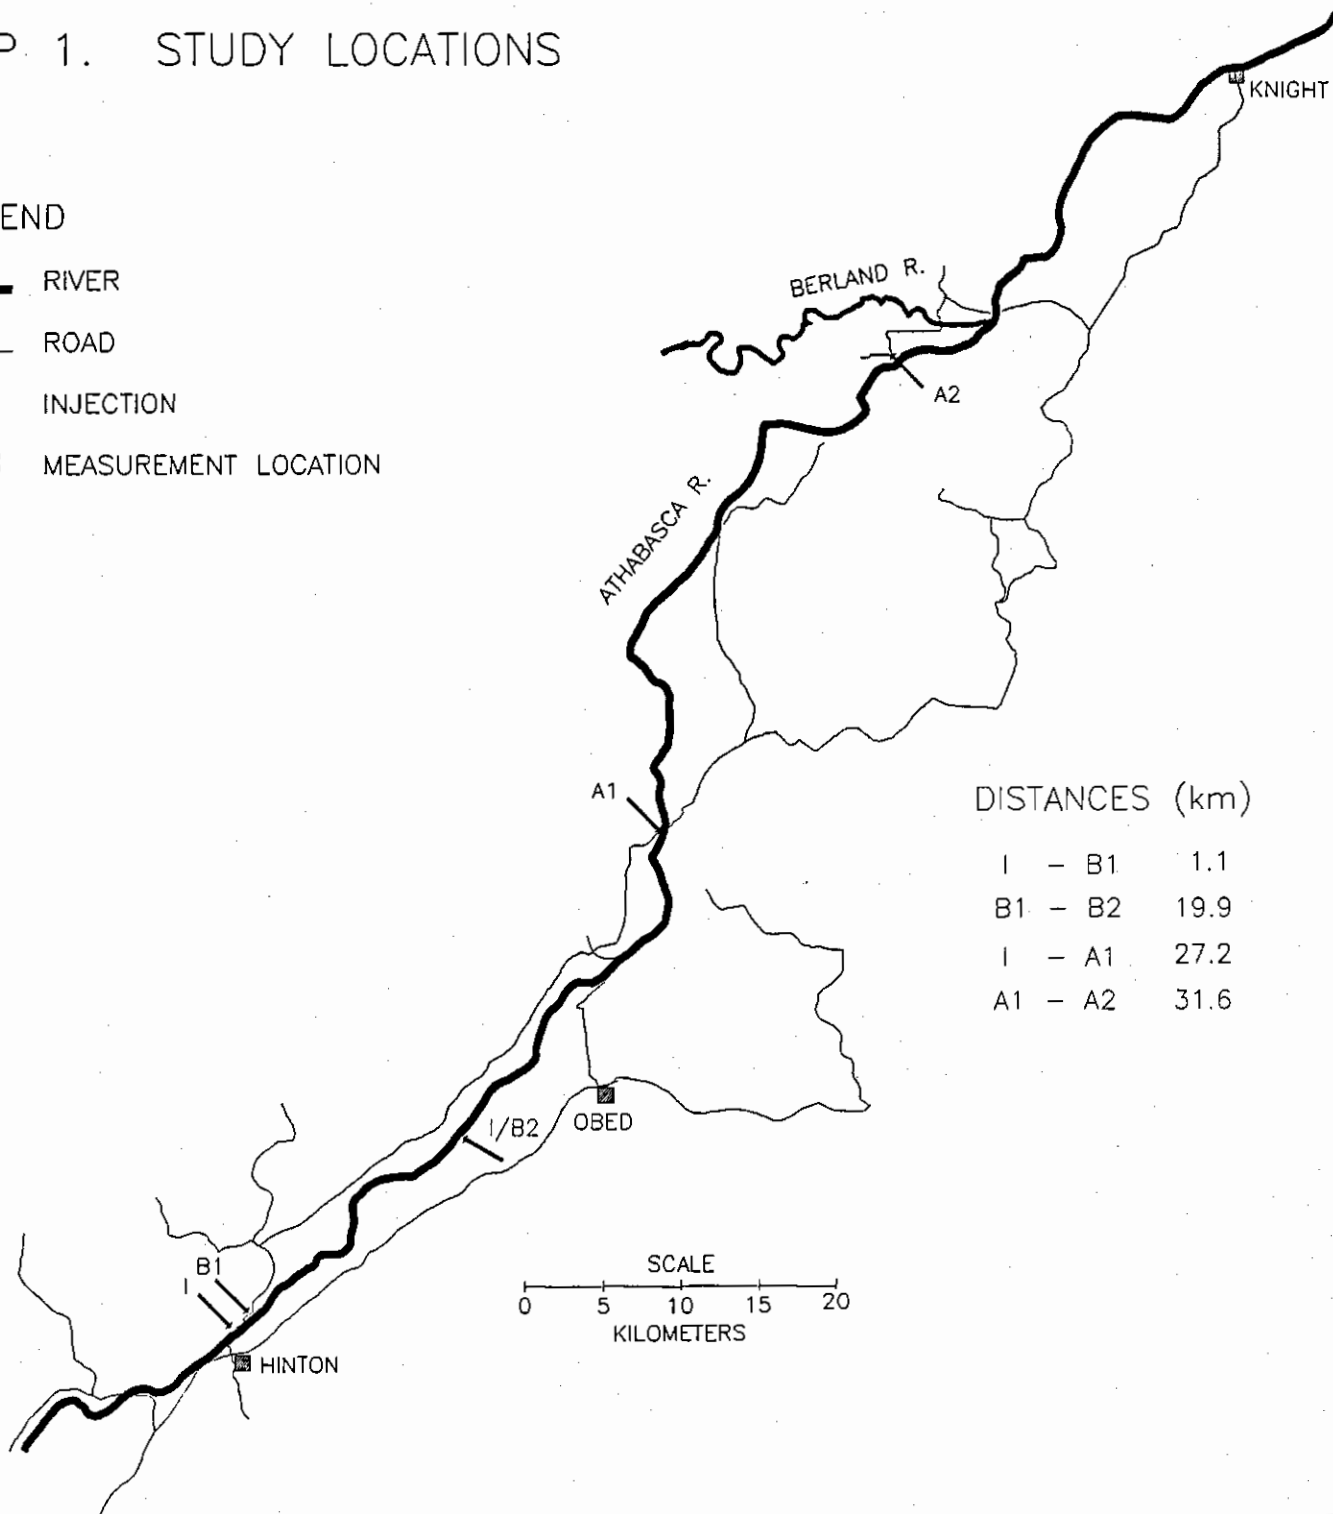 P 1. STUDY LOCATIONS
KNIGHT
END
RIVER
ROAD
INJECTION
MEASUREMENT LOCATION
BERLAND R.
A2
ATHABASCA R.
A1
DISTANCES (km)
I - B1 1.1
B1 - B2 19.9
I - A1 27.2
A1 - A2 31.6
I/B2
OBED
B1
I
HINTON
SCALE
0 5 10 15 20
KILOMETERS